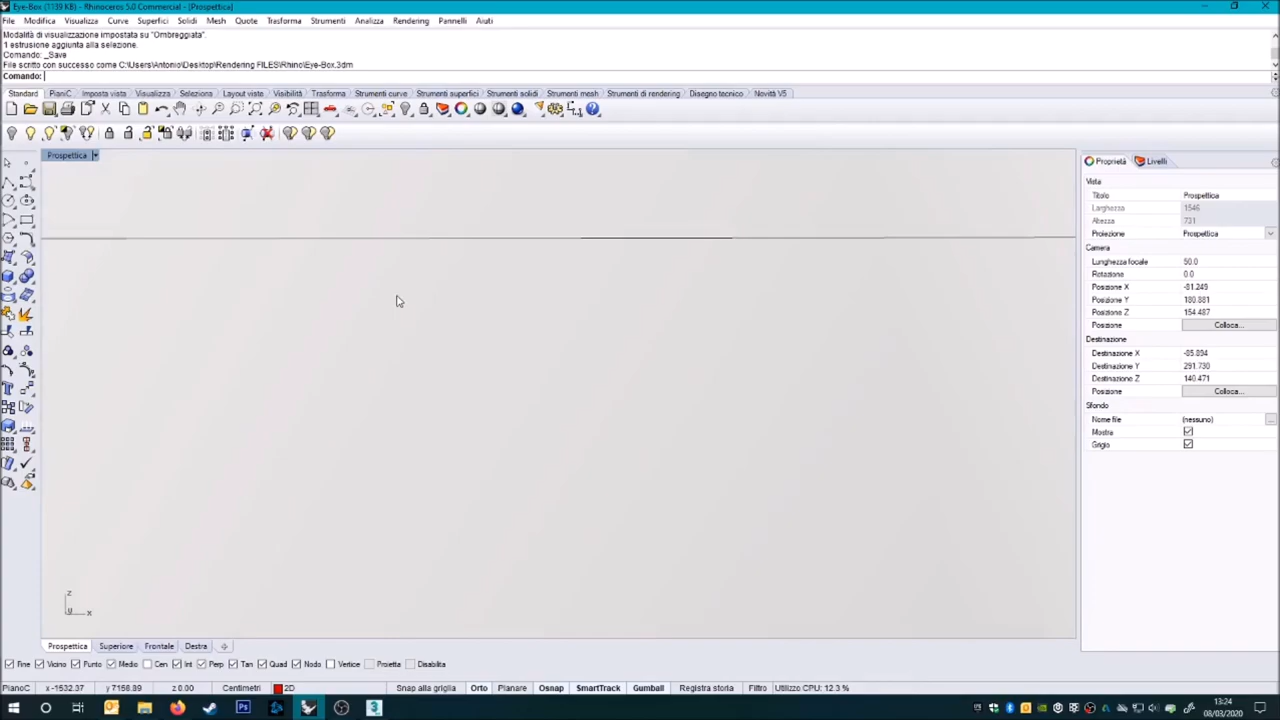 Eye-Box (1139 KB) - Rhinoceros 5.0 Commercial - [Prospettica]
File Modifica Visualizza Curve Superfici Solidi Mesh Quote Trasforma Strumenti Analizza Rendering Pannelli Aiuti
Modalità di visualizzazione impostata su "Ombreggiata".
1 estrusione aggiunta alla selezione.
Comando: _Save
File scritto con successo come C:\Users\Antonio\Desktop\Rendering FILES\Rhino\Eye-Box.3dm
Comando:
Standard PianiC Imposta vista Visualizza Seleziona Layout vista Visibilità Trasforma Strumenti curve Strumenti superfici Strumenti solidi Strumenti mesh Strumenti di rendering Disegno tecnico Novità V5
Prospettica
Proprietà Livelli
Vista
Titolo Prospettica
Larghezza 1546
Altezza 731
Proiezione Prospettica
Camera
Lunghezza focale 50.0
Rotazione 0.0
Posizione X -81.249
Posizione Y 180.881
Posizione Z 154.487
Posizione Colloca...
Destinazione
Destinazione X -85.894
Destinazione Y 291.730
Destinazione Z 140.471
Posizione Colloca...
Sfondo
Nome file (nessuno) ...
Mostra
Grigio
z
y x
Prospettica Superiore Frontale Destra
Fine Vicino Punto Medio Cen Int Perp Tan Quad Nodo Vertice Proietta Disabilita
PianoC x -1532.37 y 7158.89 z 0.00 Centimetri 2D Snap alla griglia Orto Planare Osnap SmartTrack Gumball Registra storia Filtro Utilizzo CPU: 12.3 %
13:24
08/03/2020